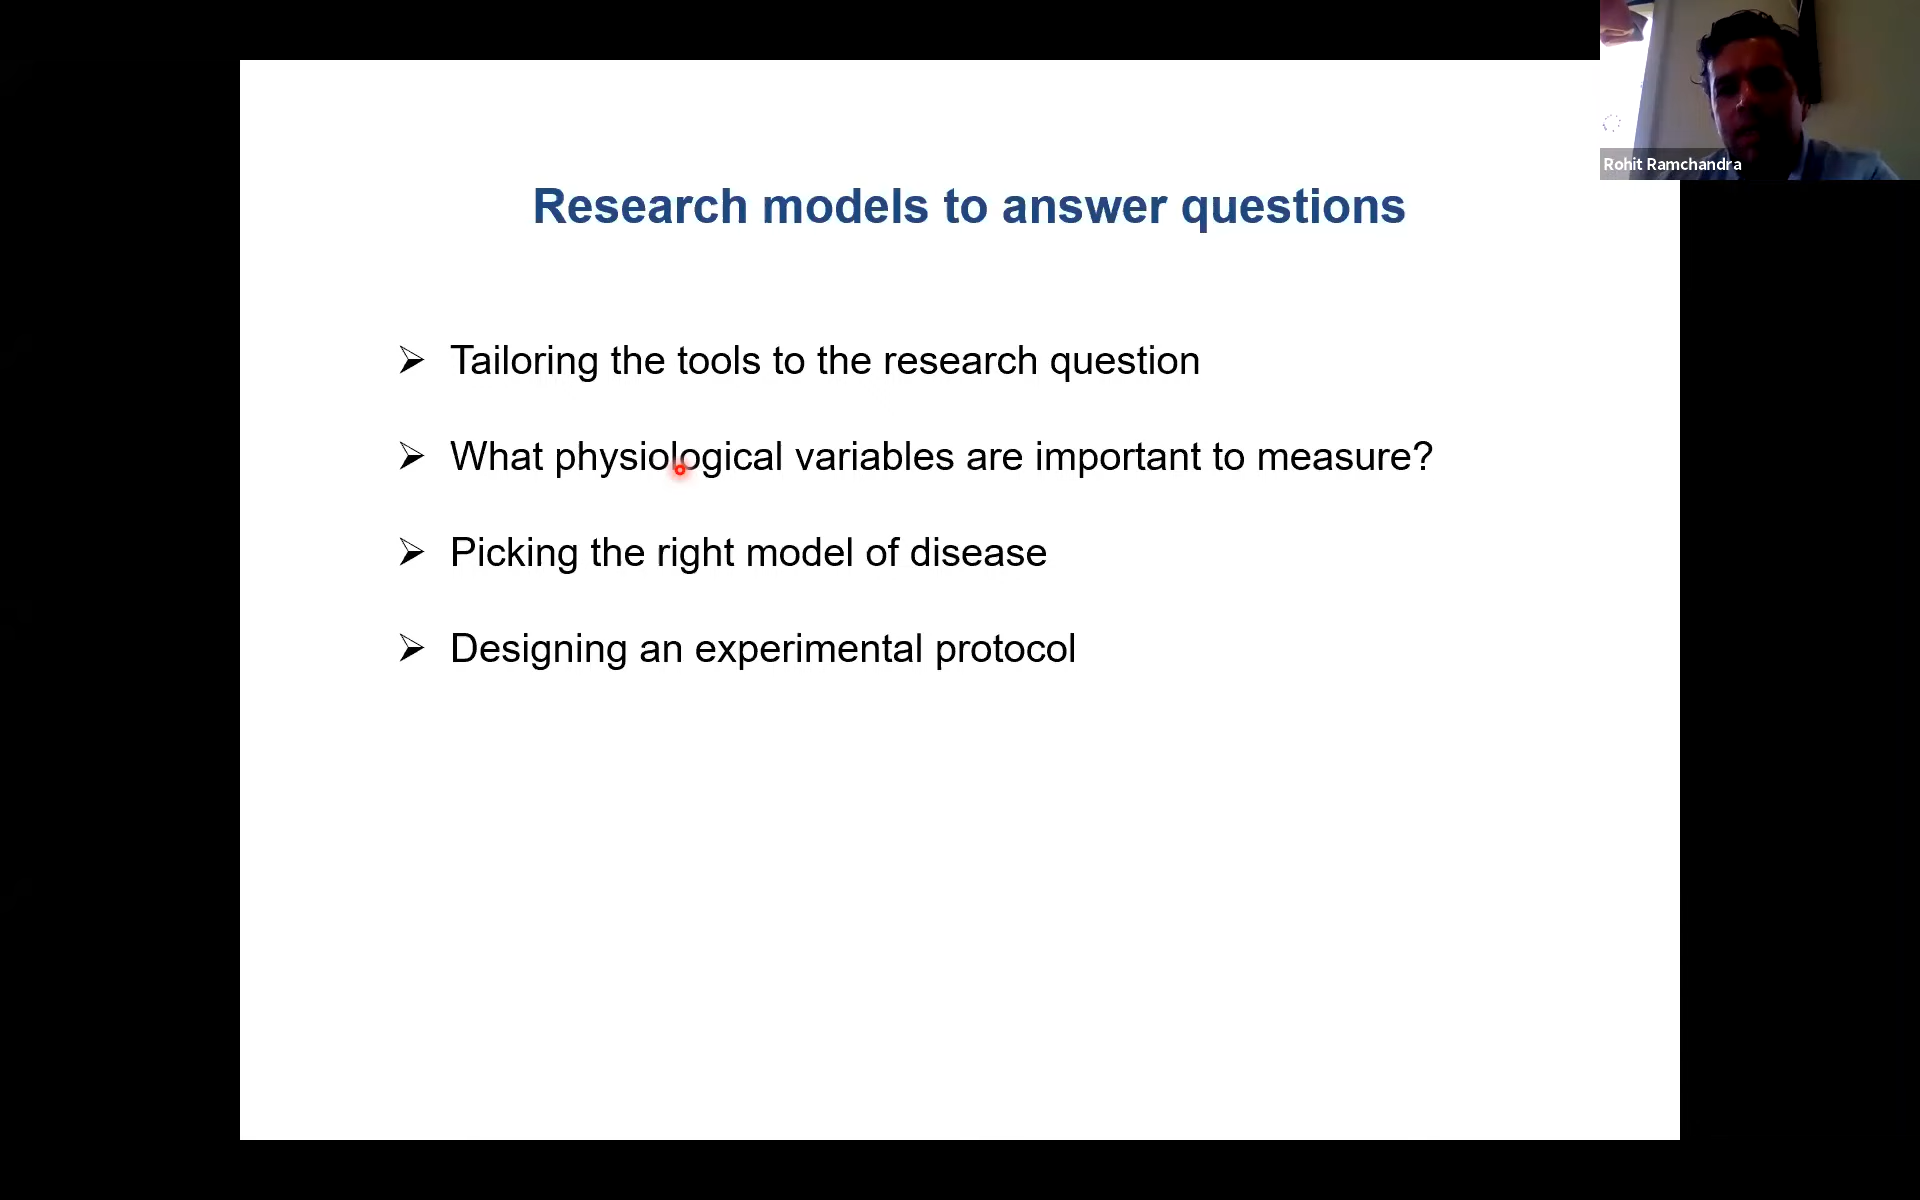 Rohit Ramchandra
Research models to answer questions
➢ Tailoring the tools to the research question
➢ What physiological variables are important to measure?
➢ Picking the right model of disease
➢ Designing an experimental protocol